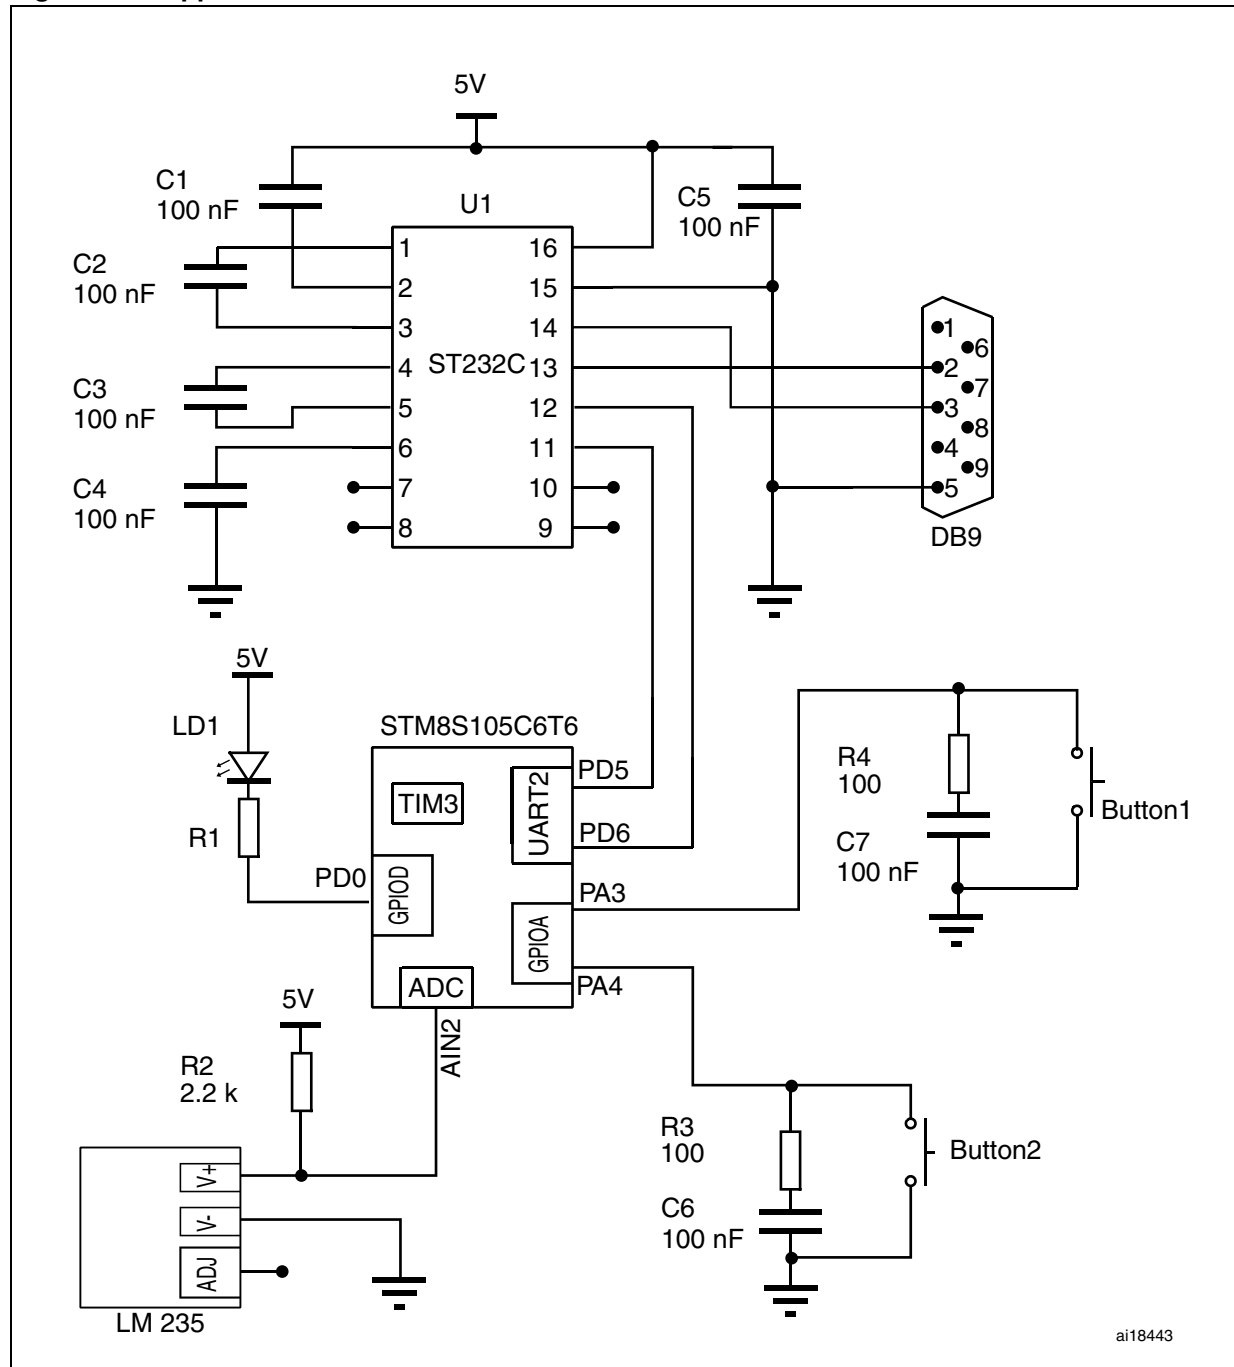 5V
C1
100 nF
U1
C5
100 nF
C2
100 nF
1
16
2
15
3
14
4
ST232C
13
5
12
6
11
7
10
8
9
C3
100 nF
C4
100 nF
1
6
2
7
3
8
4
9
5
DB9
5V
LD1
R1
STM8S105C6T6
TIM3
UART2
PD5
PD6
PD0
GPIOD
PA3
GPIOA
PA4
ADC
AIN2
R4
100
C7
100 nF
Button1
5V
R2
2.2 k
R3
100
C6
100 nF
Button2
V+
V-
ADJ
LM 235
ai18443